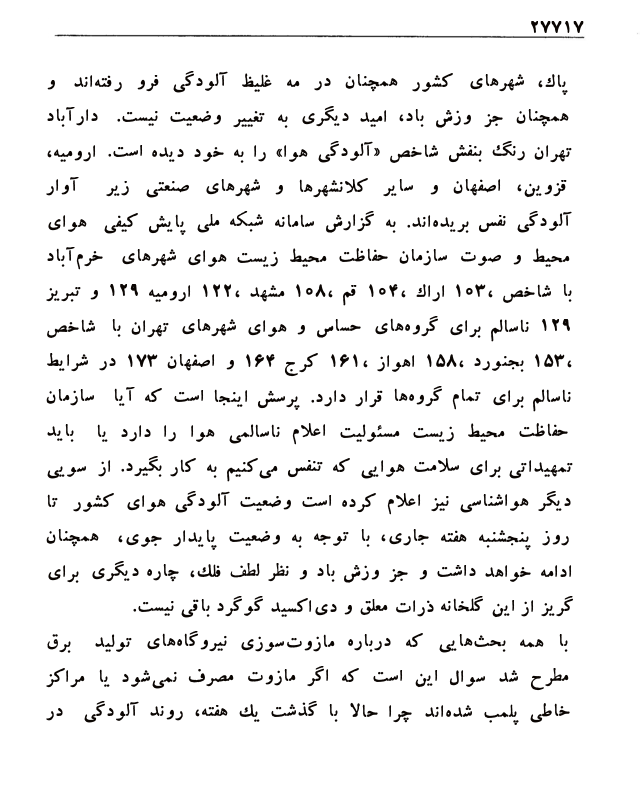 ۲۷۷۱۷
پاك، شهرهای کشور همچنان در مه غلیظ آلودگی فرو رفته‌اند و
همچنان جز وزش باد، امید دیگری به تغییر وضعیت نیست. دارآباد
تهران رنگ بنفش شاخص «آلودگی هوا» را به خود دیده است. ارومیه،
قزوین، اصفهان و سایر کلانشهرها و شهرهای صنعتی زیر آوار
آلودگی نفس بریده‌اند. به گزارش سامانه شبکه ملی پایش کیفی هوای
محیط و صوت سازمان حفاظت محیط زیست هوای شهرهای خرم‌آباد
با شاخص ،۱۰۳ اراك ،۱۰۴ قم ،۱۰۸ مشهد ،۱۲۲ ارومیه ۱۲۹ و تبریز
۱۲۹ ناسالم برای گروه‌های حساس و هوای شهرهای تهران با شاخص
،۱۵۳ بجنورد ،۱۵۸ اهواز ،۱۶۱ کرج ۱۶۴ و اصفهان ۱۷۳ در شرایط
ناسالم برای تمام گروه‌ها قرار دارد. پرسش اینجا است که آیا سازمان
حفاظت محیط زیست مسئولیت اعلام ناسالمی هوا را دارد یا باید
تمهیداتی برای سلامت هوایی که تنفس می‌کنیم به کار بگیرد. از سویی
دیگر هواشناسی نیز اعلام کرده است وضعیت آلودگی هوای کشور تا
روز پنجشنبه هفته جاری، با توجه به وضعیت پایدار جوی، همچنان
ادامه خواهد داشت و جز وزش باد و نظر لطف فلك، چاره دیگری برای
گریز از این گلخانه ذرات معلق و دی‌اکسید گوگرد باقی نیست.
با همه بحث‌هایی که درباره مازوت‌سوزی نیروگاه‌های تولید برق
مطرح شد سوال این است که اگر مازوت مصرف نمی‌شود یا مراکز
خاطی پلمب شده‌اند چرا حالا با گذشت یك هفته، روند آلودگی در